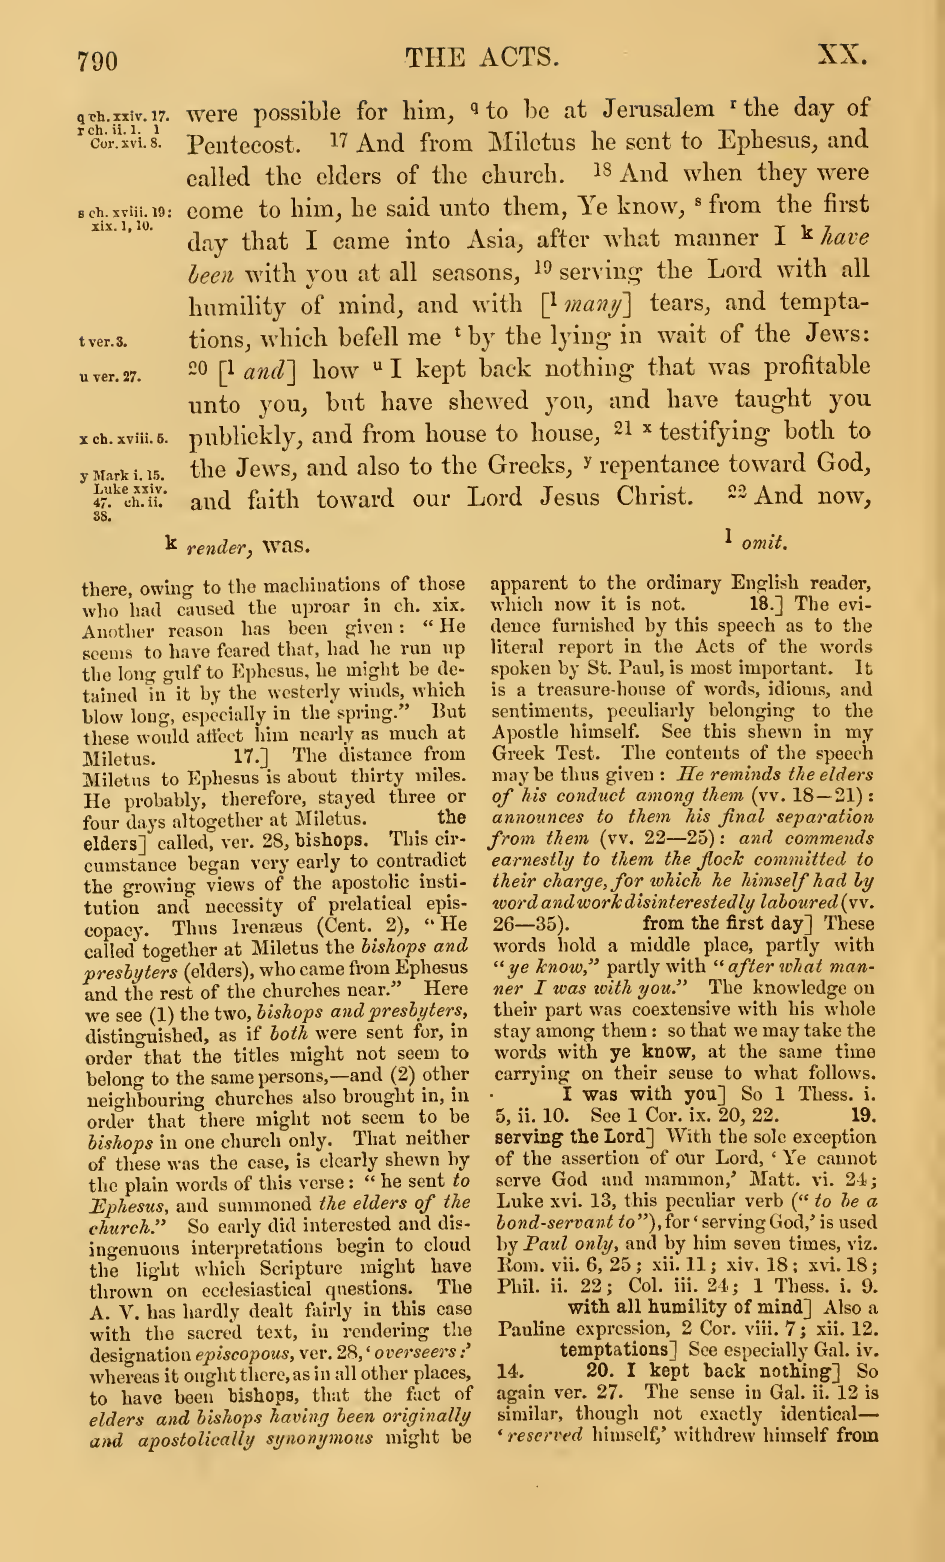 790 THE ACTS. XX.
q ch. xxiv. 17.
r ch. ii. 1. 1
Cor. xvi. 8.
s ch. xviii. 19:
xix. 1, 10.
t ver. 3.
u ver. 27.
x ch. xviii. 5.
y Mark i. 15.
Luke xxiv.
47. ch. ii.
38.
were possible for him, q to be at Jerusalem r the day of
Pentecost. 17 And from Miletus he sent to Ephesus, and
called the elders of the church. 18 And when they were
come to him, he said unto them, Ye know, s from the first
day that I came into Asia, after what manner I k have
been with you at all seasons, 19 serving the Lord with all
humility of mind, and with [l many] tears, and tempta-
tions, which befell me t by the lying in wait of the Jews:
20 [l and] how u I kept back nothing that was profitable
unto you, but have shewed you, and have taught you
publickly, and from house to house, 21 x testifying both to
the Jews, and also to the Greeks, y repentance toward God,
and faith toward our Lord Jesus Christ. 22 And now,
k render, was.
l omit.
there, owing to the machinations of those
who had caused the uproar in ch. xix.
Another reason has been given: “He
seems to have feared that, had he run up
the long gulf to Ephesus, he might be de-
tained in it by the westerly winds, which
blow long, especially in the spring.” But
these would affect him nearly as much at
Miletus. 17.] The distance from
Miletus to Ephesus is about thirty miles.
He probably, therefore, stayed three or
four days altogether at Miletus. the
elders] called, ver. 28, bishops. This cir-
cumstance began very early to contradict
the growing views of the apostolic insti-
tution and necessity of prelatical epis-
copacy. Thus Irenæus (Cent. 2), “He
called together at Miletus the bishops and
presbyters (elders), who came from Ephesus
and the rest of the churches near.” Here
we see (1) the two, bishops and presbyters,
distinguished, as if both were sent for, in
order that the titles might not seem to
belong to the same persons,—and (2) other
neighbouring churches also brought in, in
order that there might not seem to be
bishops in one church only. That neither
of these was the case, is clearly shewn by
the plain words of this verse: “he sent to
Ephesus, and summoned the elders of the
church.” So early did interested and dis-
ingenuous interpretations begin to cloud
the light which Scripture might have
thrown on ecclesiastical questions. The
A. V. has hardly dealt fairly in this case
with the sacred text, in rendering the
designation episcopous, ver. 28, ‘overseers:’
whereas it ought there, as in all other places,
to have been bishops, that the fact of
elders and bishops having been originally
and apostolically synonymous might be
apparent to the ordinary English reader,
which now it is not. 18.] The evi-
dence furnished by this speech as to the
literal report in the Acts of the words
spoken by St. Paul, is most important. It
is a treasure-house of words, idioms, and
sentiments, peculiarly belonging to the
Apostle himself. See this shewn in my
Greek Test. The contents of the speech
may be thus given: He reminds the elders
of his conduct among them (vv. 18—21):
announces to them his final separation
from them (vv. 22—25): and commends
earnestly to them the flock committed to
their charge, for which he himself had by
word and work disinterestedly laboured (vv.
26—35). from the first day] These
words hold a middle place, partly with
“ye know,” partly with “after what man-
ner I was with you.” The knowledge on
their part was coextensive with his whole
stay among them: so that we may take the
words with ye know, at the same time
carrying on their sense to what follows.
I was with you] So 1 Thess. i.
5, ii. 10. See 1 Cor. ix. 20, 22. 19.
serving the Lord] With the sole exception
of the assertion of our Lord, ‘Ye cannot
serve God and mammon,’ Matt. vi. 24;
Luke xvi. 13, this peculiar verb (“to be a
bond-servant to”), for ‘serving God,’ is used
by Paul only, and by him seven times, viz.
Rom. vii. 6, 25; xii. 11; xiv. 18; xvi. 18;
Phil. ii. 22; Col. iii. 24; 1 Thess. i. 9.
with all humility of mind] Also a
Pauline expression, 2 Cor. viii. 7; xii. 12.
temptations] See especially Gal. iv.
14. 20. I kept back nothing] So
again ver. 27. The sense in Gal. ii. 12 is
similar, though not exactly identical—
‘reserved himself,’ withdrew himself from